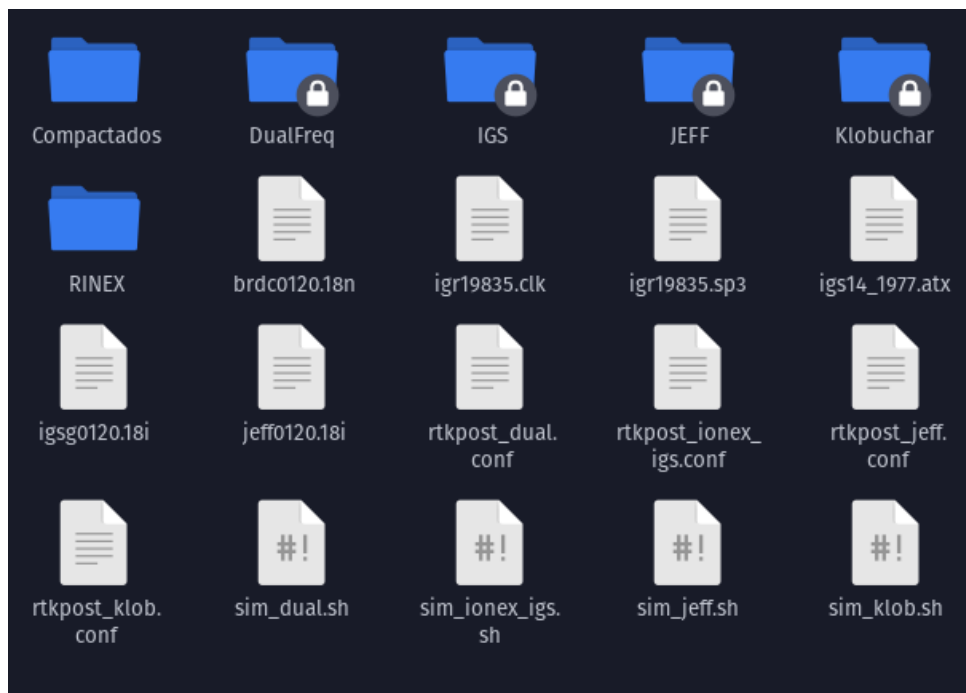 Compactados
DualFreq
IGS
JEFF
Klobuchar
RINEX
brdc0120.18n
igr19835.clk
igr19835.sp3
igs14_1977.atx
igsg0120.18i
jeff0120.18i
rtkpost_dual.
conf
rtkpost_ionex_
igs.conf
rtkpost_jeff.
conf
rtkpost_klob.
conf
#!
sim_dual.sh
#!
sim_ionex_igs.
sh
#!
sim_jeff.sh
#!
sim_klob.sh